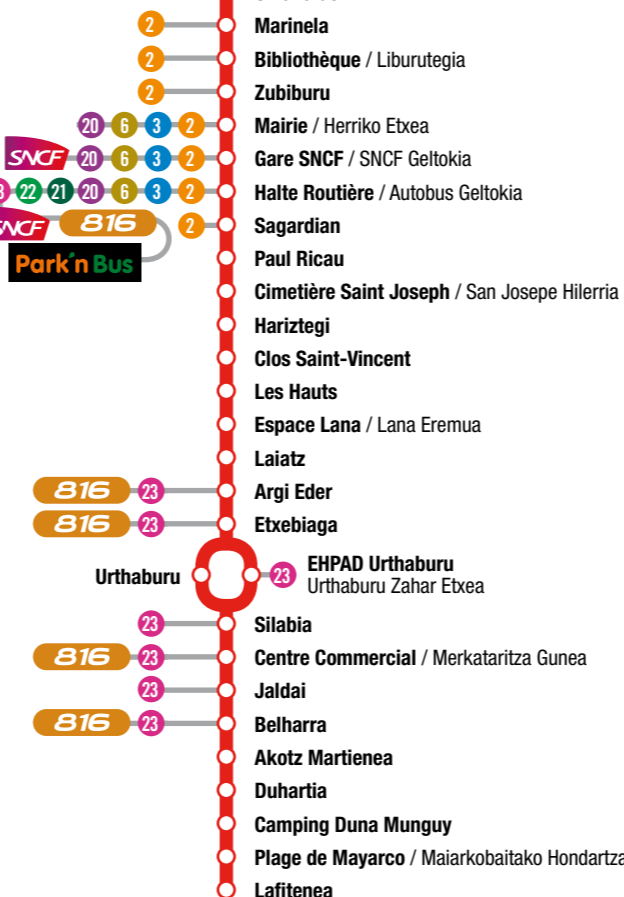 2 Marinela
2 Bibliothèque / Liburutegia
2 Zubiburu
20 6 3 2 Mairie / Herriko Etxea
SNCF 20 6 3 2 Gare SNCF / SNCF Geltokia
22 21 20 6 3 2 Halte Routière / Autobus Geltokia
SNCF 816 2 Sagardian
Park'n Bus
Paul Ricau
Cimetière Saint Joseph / San Josepe Hilerria
Hariztegi
Clos Saint-Vincent
Les Hauts
Espace Lana / Lana Eremua
Laiatz
816 23 Argi Eder
816 23 Etxebiaga
Urthaburu 23 EHPAD Urthaburu
Urthaburu Zahar Etxea
23 Silabia
816 23 Centre Commercial / Merkataritza Gunea
23 Jaldai
816 23 Belharra
Akotz Martienea
Duhartia
Camping Duna Munguy
Plage de Mayarco / Maiarkobaitako Hondartza
Lafitenea